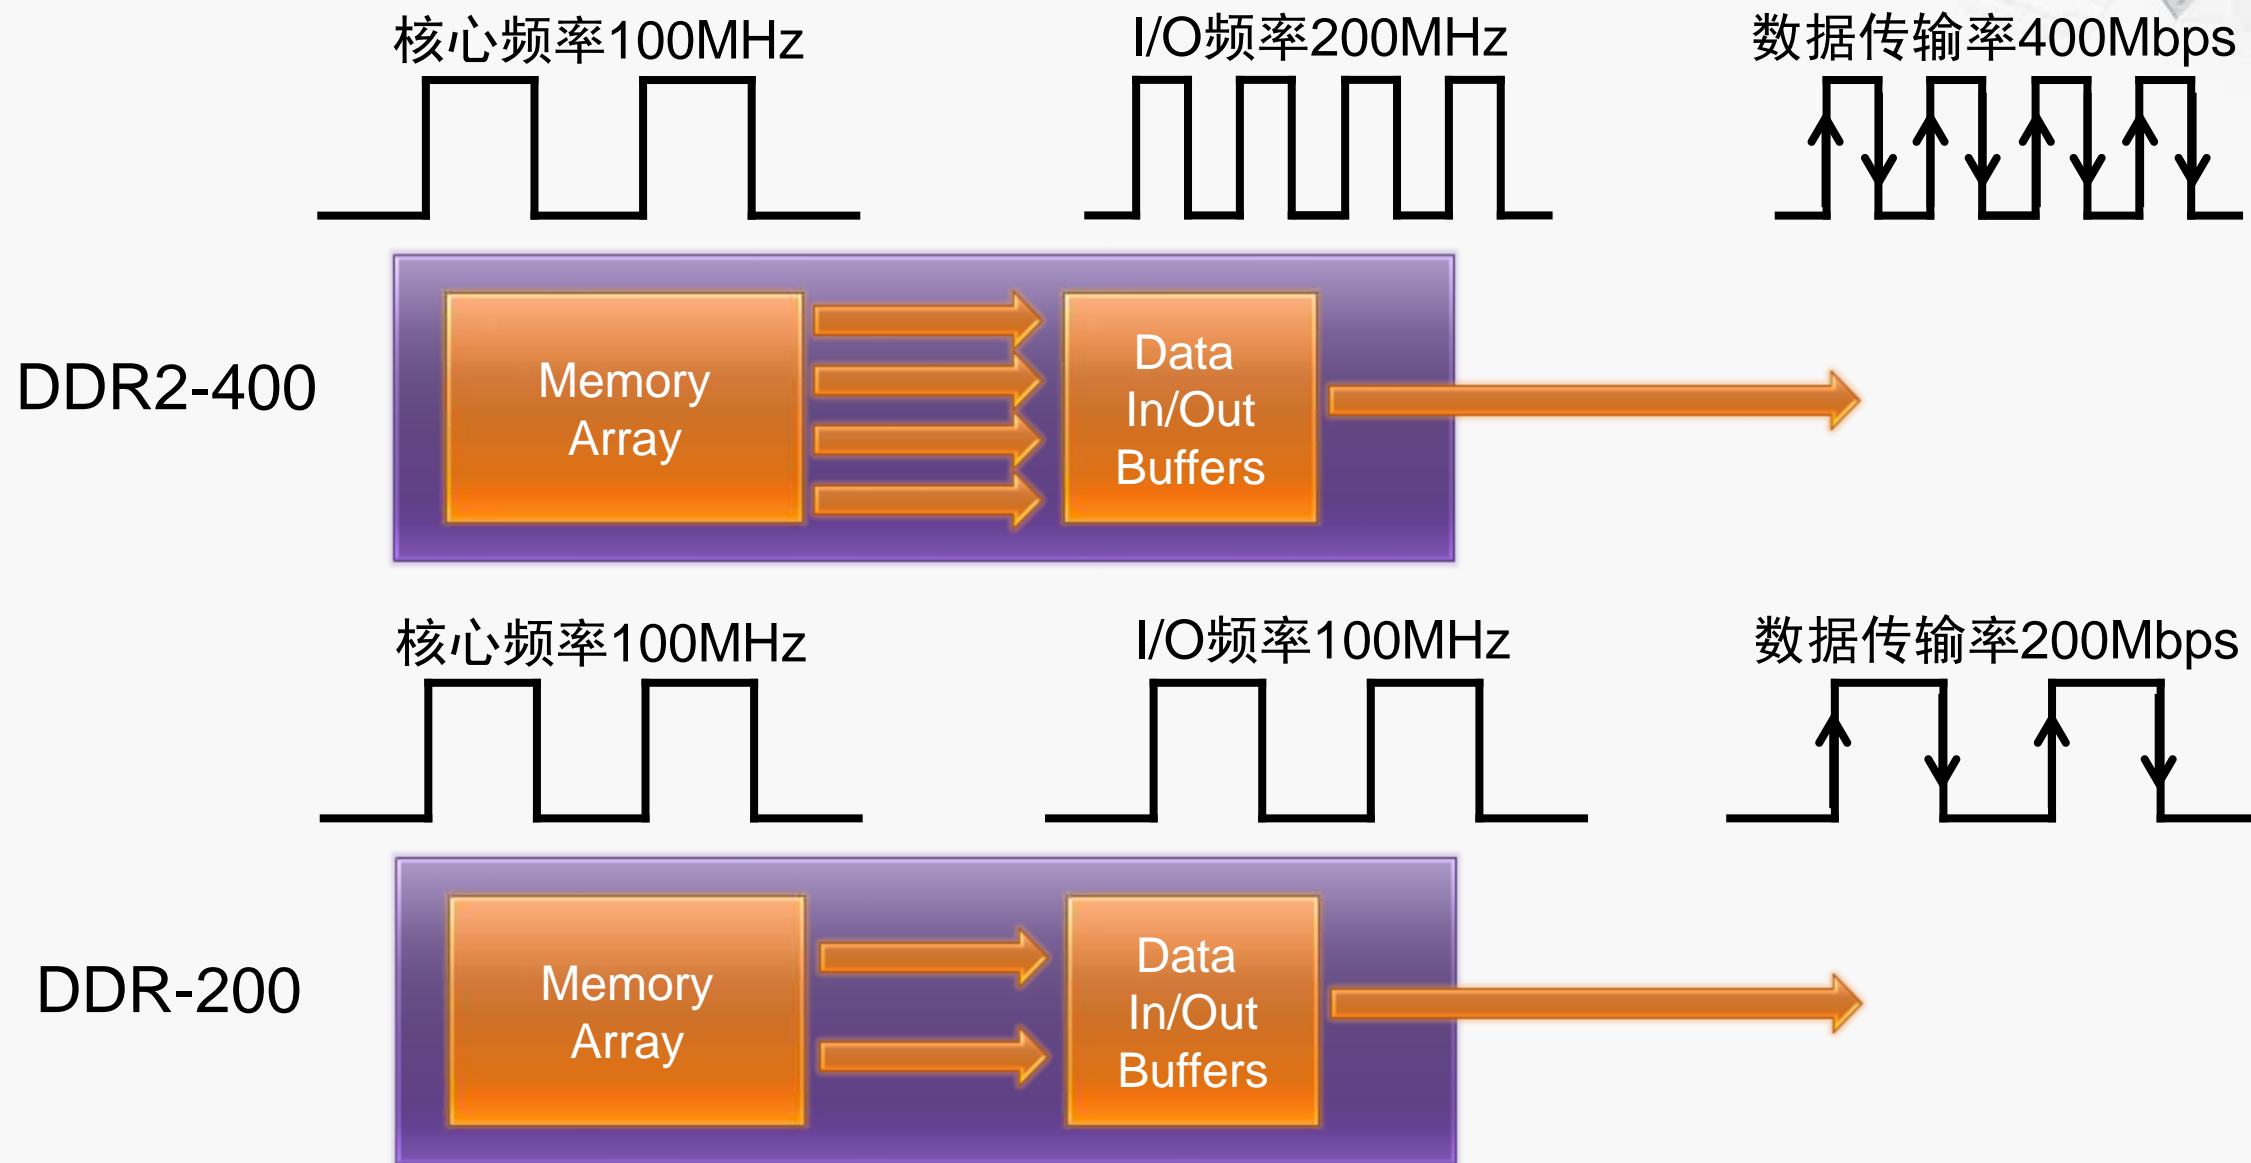 核心频率100MHz
I/O频率200MHz
数据传输率400Mbps
DDR2-400
Memory
Array
Data
In/Out
Buffers
核心频率100MHz
I/O频率100MHz
数据传输率200Mbps
DDR-200
Memory
Array
Data
In/Out
Buffers